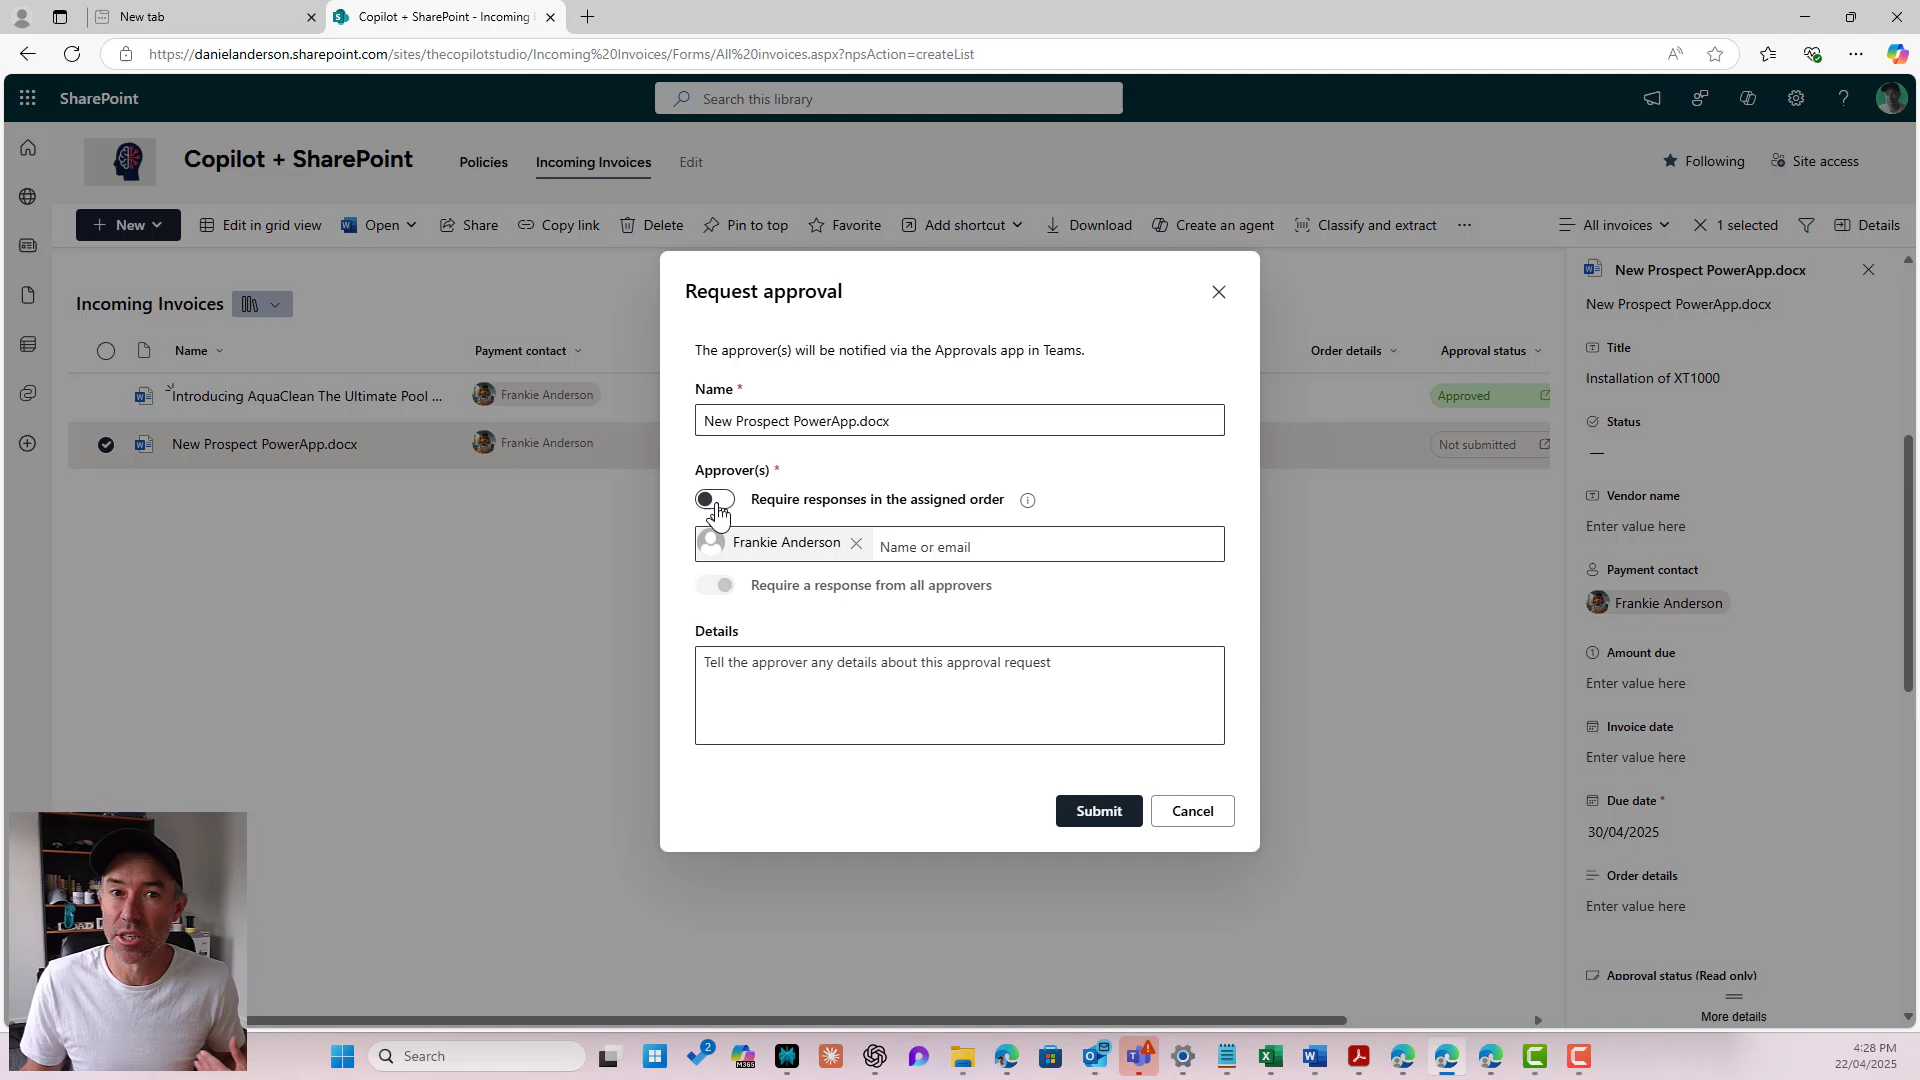 New tab
Copilot + SharePoint - Incoming
https://danielanderson.sharepoint.com/sites/thecopilotstudio/Incoming%20Invoices/Forms/All%20invoices.aspx?npsAction=createList
SharePoint
Search this library
Copilot + SharePoint
Policies
Incoming Invoices
Edit
Following
Site access
New
Edit in grid view
Open
Share
Copy link
Delete
Pin to top
Favorite
Add shortcut
Download
Create an agent
Classify and extract
All invoices
1 selected
Details
Incoming Invoices
Name
Payment contact
Order details
Approval status
Introducing AquaClean The Ultimate Pool ...
Frankie Anderson
Approved
New Prospect PowerApp.docx
Frankie Anderson
Not submitted
Request approval
The approver(s) will be notified via the Approvals app in Teams.
Name *
New Prospect PowerApp.docx
Approver(s) *
Require responses in the assigned order
Frankie Anderson
Name or email
Require a response from all approvers
Details
Tell the approver any details about this approval request
Submit
Cancel
New Prospect PowerApp.docx
New Prospect PowerApp.docx
Title
Installation of XT1000
Status
—
Vendor name
Enter value here
Payment contact
Frankie Anderson
Amount due
Enter value here
Invoice date
Enter value here
Due date *
30/04/2025
Order details
Enter value here
Approval status (Read only)
More details
Search
2
M365
4:28 PM
22/04/2025